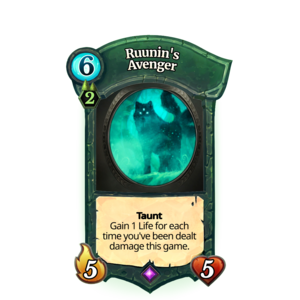 Ruunin's
Avenger
6
2
Taunt
Gain 1 Life for each
time you've been dealt
damage this game.
5
5